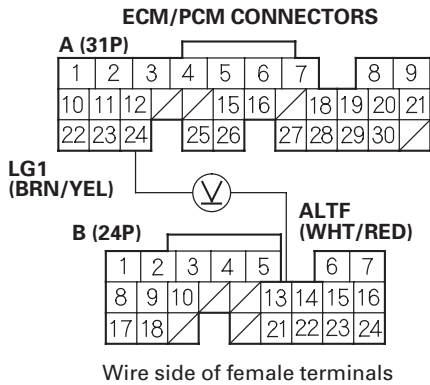 ECM/PCM CONNECTORS
A (31P)
1 2 3 4 5 6 7 8 9
10 11 12 15 16 18 19 20 21
22 23 24 25 26 27 28 29 30
LG1
(BRN/YEL)
V
ALTF
(WHT/RED)
B (24P)
1 2 3 4 5 6 7
8 9 10 13 14 15 16
17 18 21 22 23 24
Wire side of female terminals